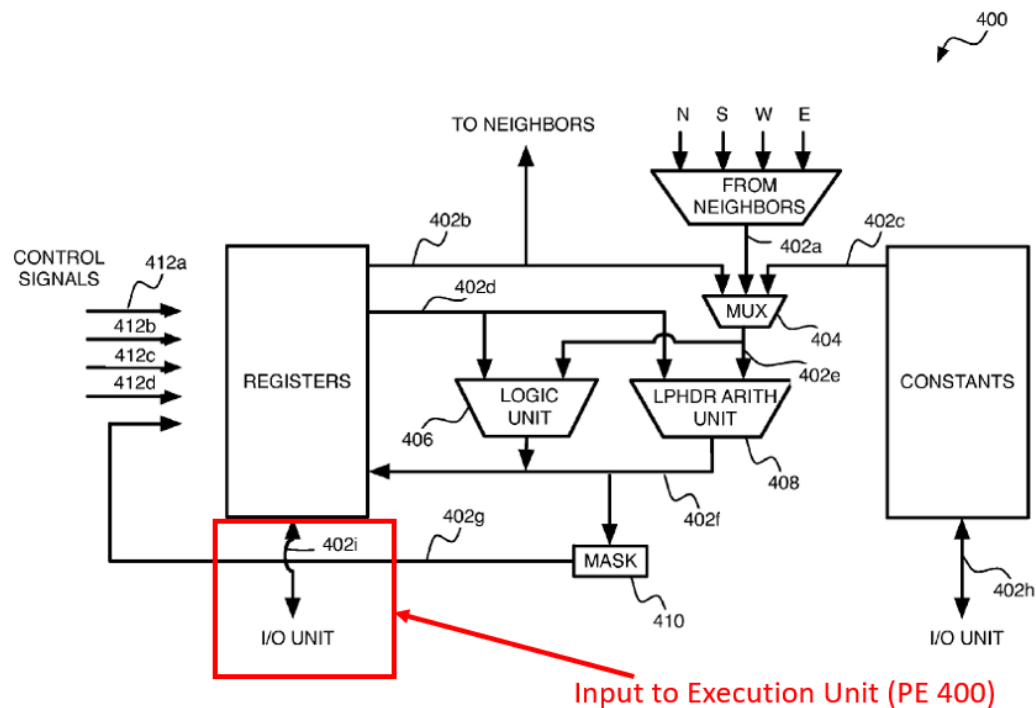 400
N S W E
TO NEIGHBORS
FROM
NEIGHBORS
402b
402a
402c
CONTROL
SIGNALS
412a
402d
MUX
404
412b
412c
412d
REGISTERS
402e
CONSTANTS
LOGIC
UNIT
LPHDR ARITH
UNIT
406
408
402f
402g
402i
MASK
410
402h
I/O UNIT
I/O UNIT
Input to Execution Unit (PE 400)